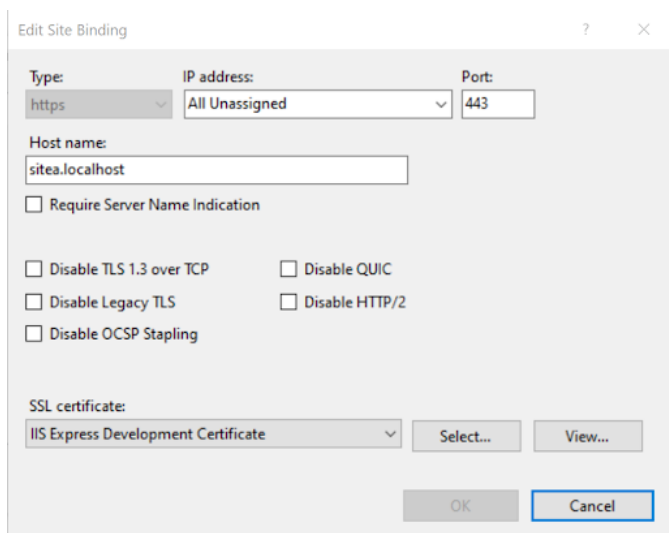 Edit Site Binding ?
Type: IP address: Port:
https All Unassigned 443
Host name:
sitea.localhost
Require Server Name Indication
Disable TLS 1.3 over TCP Disable QUIC
Disable Legacy TLS Disable HTTP/2
Disable OCSP Stapling
SSL certificate:
IIS Express Development Certificate Select... View...
OK Cancel